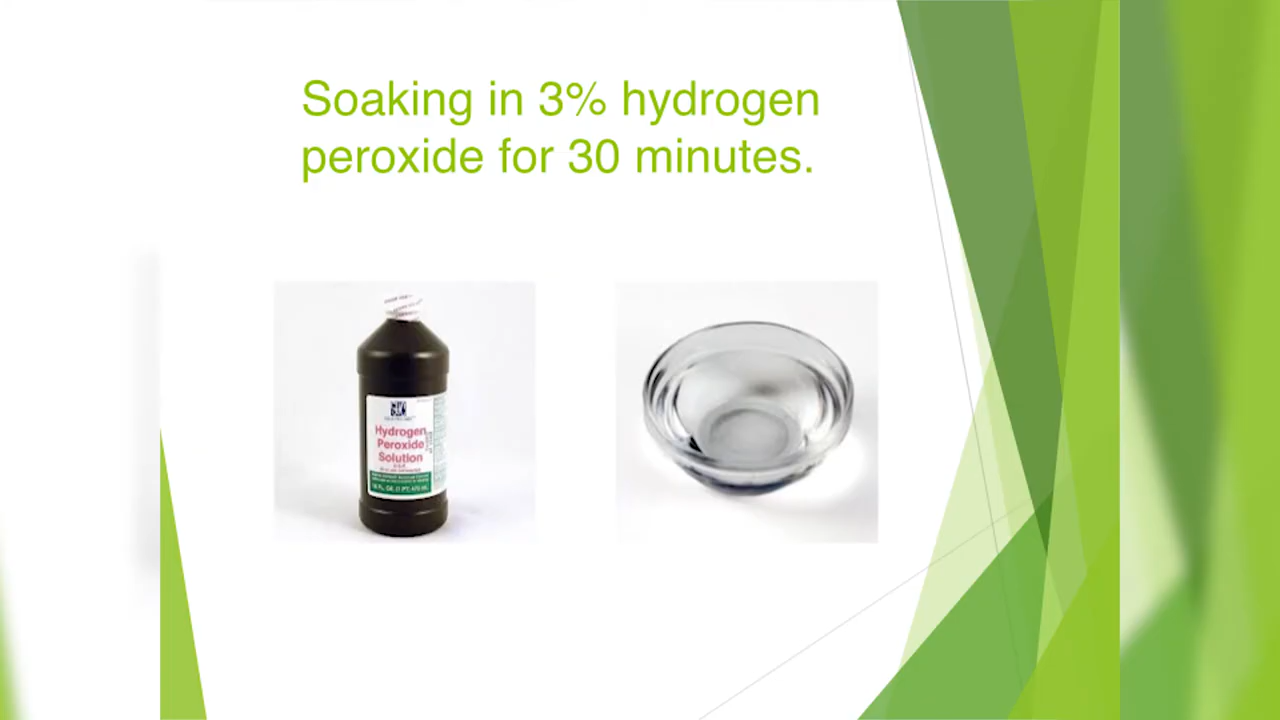 Soaking in 3% hydrogen
peroxide for 30 minutes.
Hydrogen
Peroxide
Solution